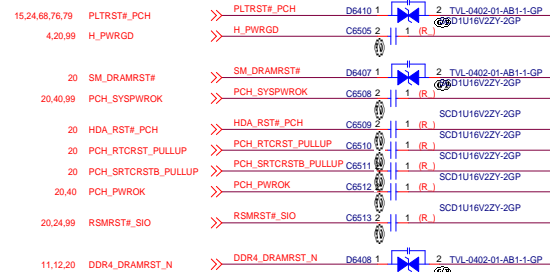 15,24,68,76,79 PLTRST#_PCH PLTRST#_PCH D6410 1 2 TVL-0402-01-AB1-1-GP
SCD1U16V2ZY-2GP
4,20,99 H_PWRGD H_PWRGD C6505 2 1 (R_)
20 SM_DRAMRST# SM_DRAMRST# D6407 1 2 TVL-0402-01-AB1-1-GP
SCD1U16V2ZY-2GP
20,40,99 PCH_SYSPWROK PCH_SYSPWROK C6508 2 1 (R_)
SCD1U16V2ZY-2GP
20 HDA_RST#_PCH HDA_RST#_PCH C6509 2 1 (R_)
SCD1U16V2ZY-2GP
20 PCH_RTCRST_PULLUP PCH_RTCRST_PULLUP C6510 1 (R_)
SCD1U16V2ZY-2GP
20 PCH_SRTCRSTB_PULLUP PCH_SRTCRSTB_PULLUP C6511 1 (R_)
SCD1U16V2ZY-2GP
20,40 PCH_PWROK PCH_PWROK C6512 1 (R_)
SCD1U16V2ZY-2GP
20,24,99 RSMRST#_SIO RSMRST#_SIO C6513 2 1 (R_)
11,12,20 DDR4_DRAMRST_N DDR4_DRAMRST_N D6408 1 2 TVL-0402-01-AB1-1-GP